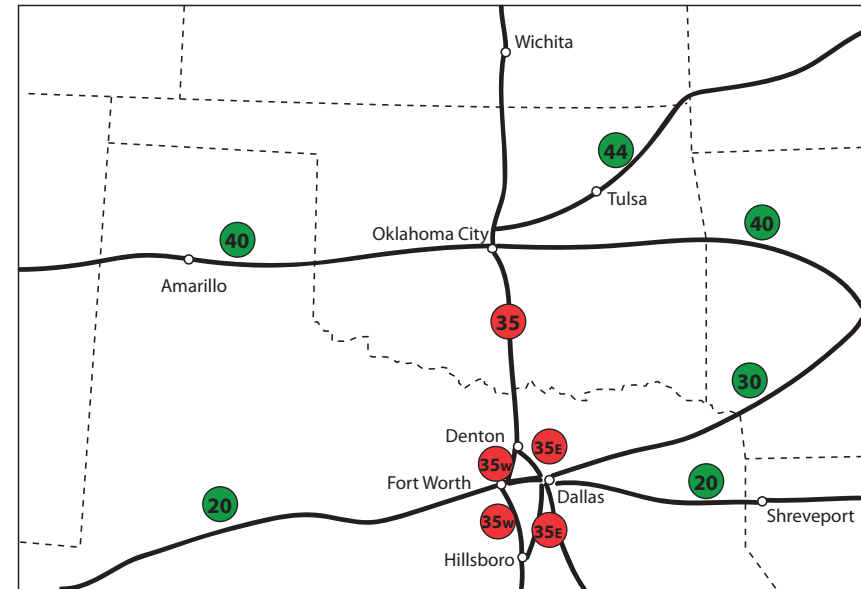 Wichita
44
Tulsa
40
Oklahoma City
40
Amarillo
35
30
Denton
35E
35W
Fort Worth
20
Dallas
20
Shreveport
35W
35E
Hillsboro